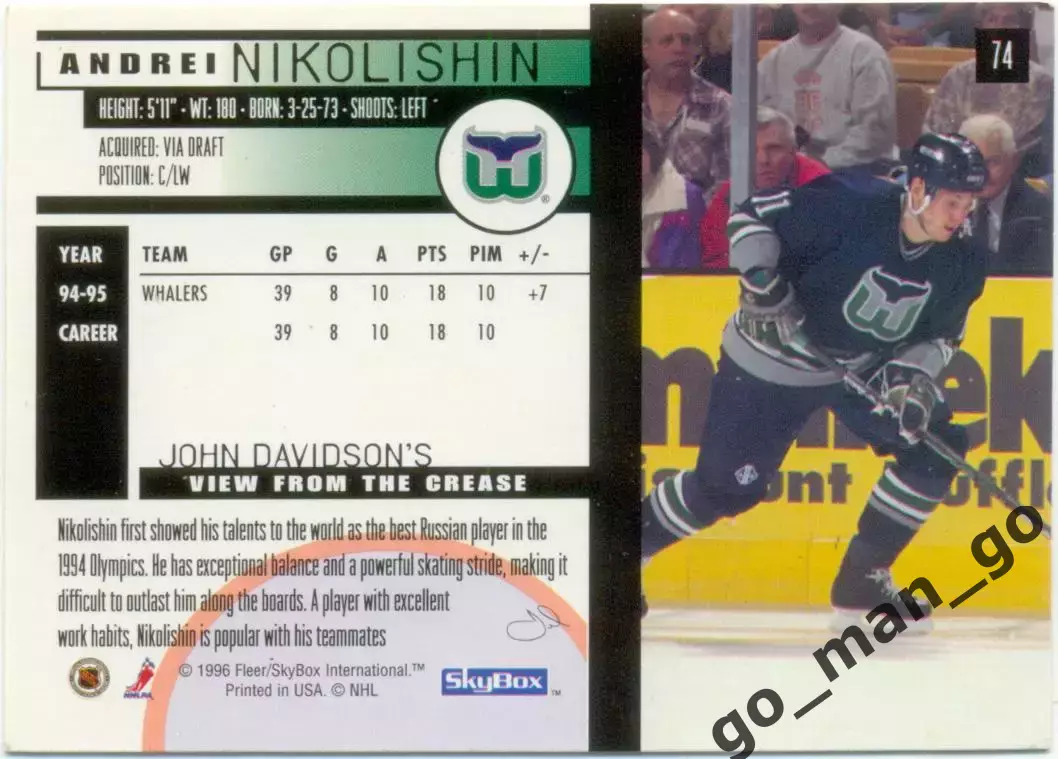 ANDREI NIKOLISHIN
HEIGHT: 5'11" · WT: 180 · BORN: 3-25-73 · SHOOTS: LEFT
ACQUIRED: VIA DRAFT
POSITION: C/LW
®
YEAR TEAM GP G A PTS PIM +/-
94-95 WHALERS 39 8 10 18 10 +7
CAREER 39 8 10 18 10
JOHN DAVIDSON'S
VIEW FROM THE CREASE
Nikolishin first showed his talents to the world as the best Russian player in the
1994 Olympics. He has exceptional balance and a powerful skating stride, making it
difficult to outlast him along the boards. A player with excellent
work habits, Nikolishin is popular with his teammates
© 1996 Fleer/SkyBox International.™
Printed in USA. © NHL
NHLPA
SkyBox™
74
11
A
unt
go_man_go
go_man_go